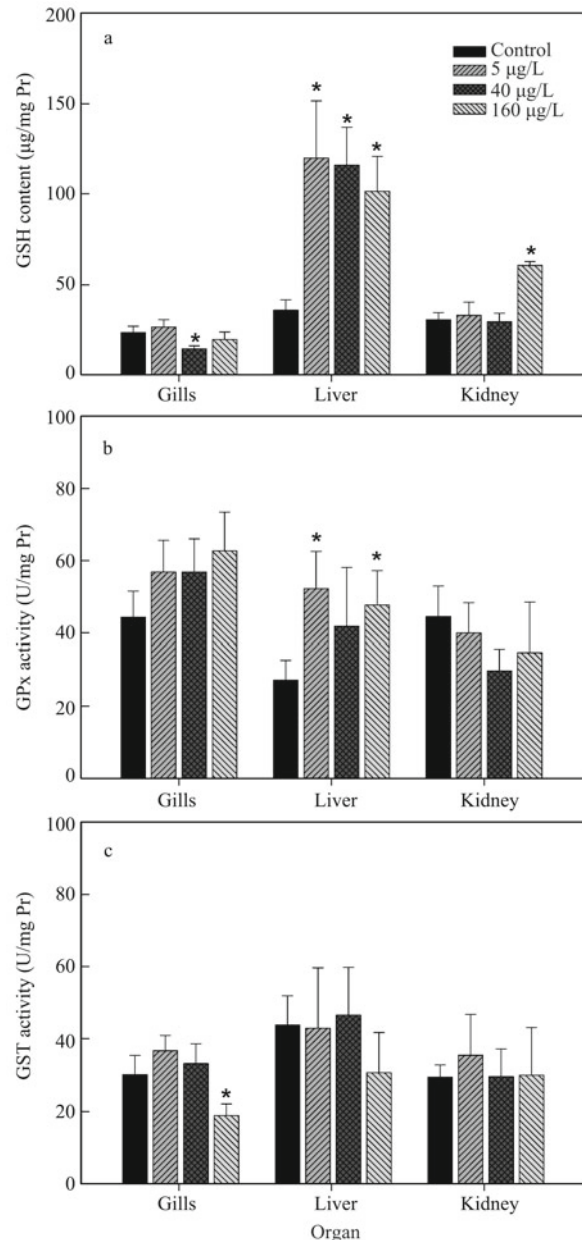 a
Control
5 μg/L
40 μg/L
160 μg/L
GSH content (μg/mg Pr)
200
150
100
50
0
* * * * *
Gills Liver Kidney
b
GPx activity (U/mg Pr)
100
80
60
40
20
0
* *
Gills Liver Kidney
c
GST activity (U/mg Pr)
100
80
60
40
20
0
*
Gills Liver Kidney
Organ